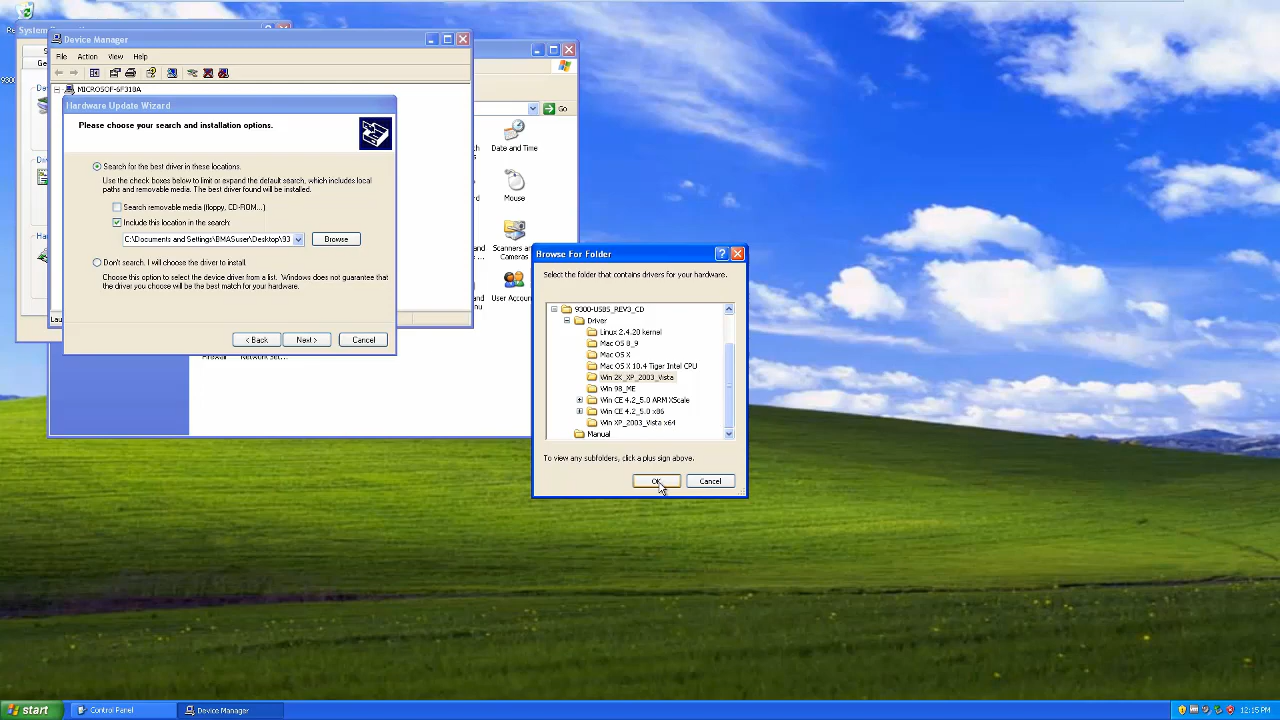 Device Manager
File Action View Help
MICROSOF-6F318A
Hardware Update Wizard
Please choose your search and installation options.
Search for the best driver in these locations.
Use the check boxes below to limit or expand the default search, which includes local
paths and removable media. The best driver found will be installed.
Search removable media (floppy, CD-ROM...)
Include this location in the search:
C:\Documents and Settings\BMASuser\Desktop\93
Browse
Don't search. I will choose the driver to install.
Choose this option to select the device driver from a list. Windows does not guarantee that
the driver you choose will be the best match for your hardware.
< Back
Next >
Cancel
Go
Date and Time
Mouse
Scanners and
Cameras
User Accou
Browse For Folder
Select the folder that contains drivers for your hardware.
9300-USBS_REV3_CD
Driver
Linux 2.4.20 kernel
Mac OS 8_9
Mac OS X
Mac OS X 10.4 Tiger Intel CPU
Win 2K_XP_2003_Vista
Win 98_ME
Win CE 4.2_5.0 ARM XScale
Win CE 4.2_5.0 x86
Win XP_2003_Vista x64
Manual
To view any subfolders, click a plus sign above.
OK
Cancel
start
Control Panel
Device Manager
12:15 PM